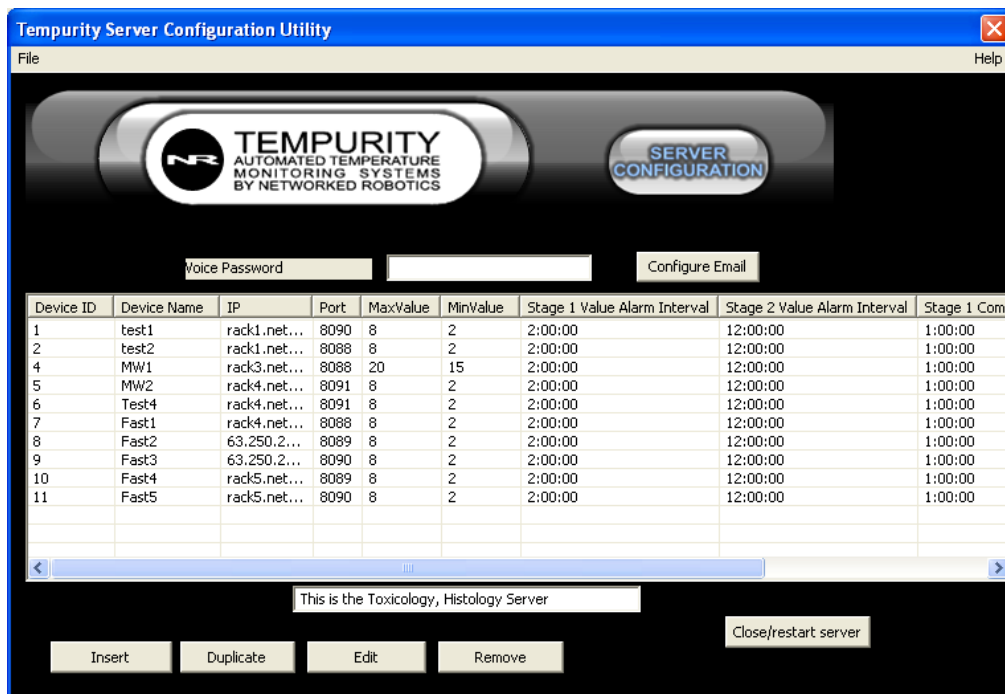 Tempurity Server Configuration Utility
File Help
NR
TEMPURITY
AUTOMATED TEMPERATURE
MONITORING SYSTEMS
BY NETWORKED ROBOTICS
SERVER
CONFIGURATION
Voice Password Configure Email
Device ID Device Name IP Port MaxValue MinValue Stage 1 Value Alarm Interval Stage 2 Value Alarm Interval Stage 1 Com
1 test1 rack1.net... 8090 8 2 2:00:00 12:00:00 1:00:00
2 test2 rack1.net... 8088 8 2 2:00:00 12:00:00 1:00:00
4 MW1 rack3.net... 8088 20 15 2:00:00 12:00:00 1:00:00
5 MW2 rack4.net... 8091 8 2 2:00:00 12:00:00 1:00:00
6 Test4 rack4.net... 8091 8 2 2:00:00 12:00:00 1:00:00
7 Fast1 rack4.net... 8088 8 2 2:00:00 12:00:00 1:00:00
8 Fast2 63.250.2... 8089 8 2 2:00:00 12:00:00 1:00:00
9 Fast3 63.250.2... 8090 8 2 2:00:00 12:00:00 1:00:00
10 Fast4 rack5.net... 8089 8 2 2:00:00 12:00:00 1:00:00
11 Fast5 rack5.net... 8090 8 2 2:00:00 12:00:00 1:00:00
This is the Toxicology, Histology Server
Close/restart server
Insert Duplicate Edit Remove